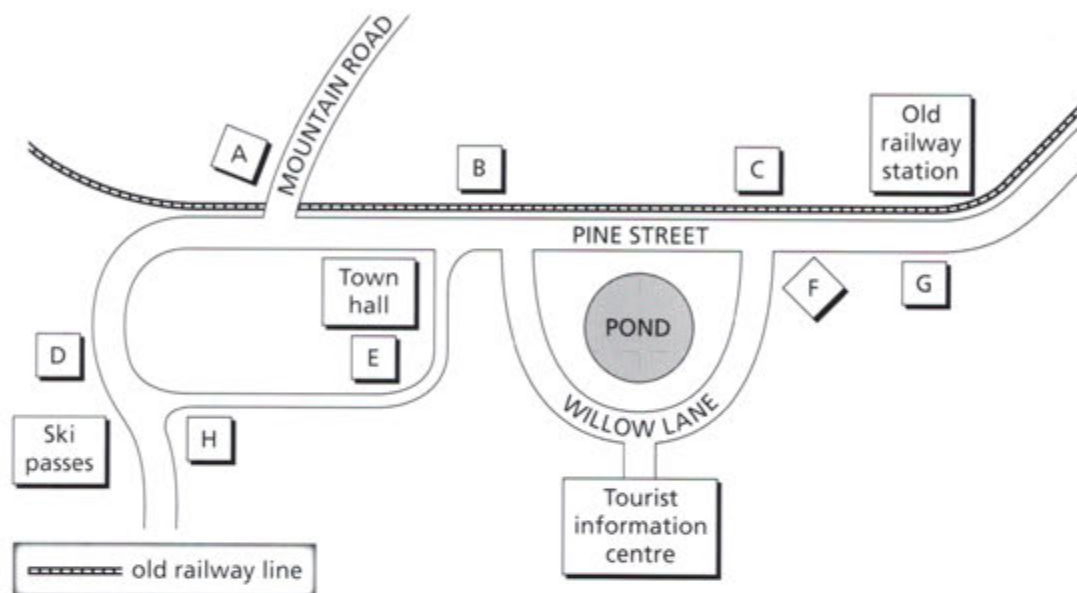 MOUNTAIN ROAD
A
B
C
Old
railway
station
PINE STREET
Town
hall
POND
F
G
D
E
WILLOW LANE
H
Ski
passes
Tourist
information
centre
old railway line